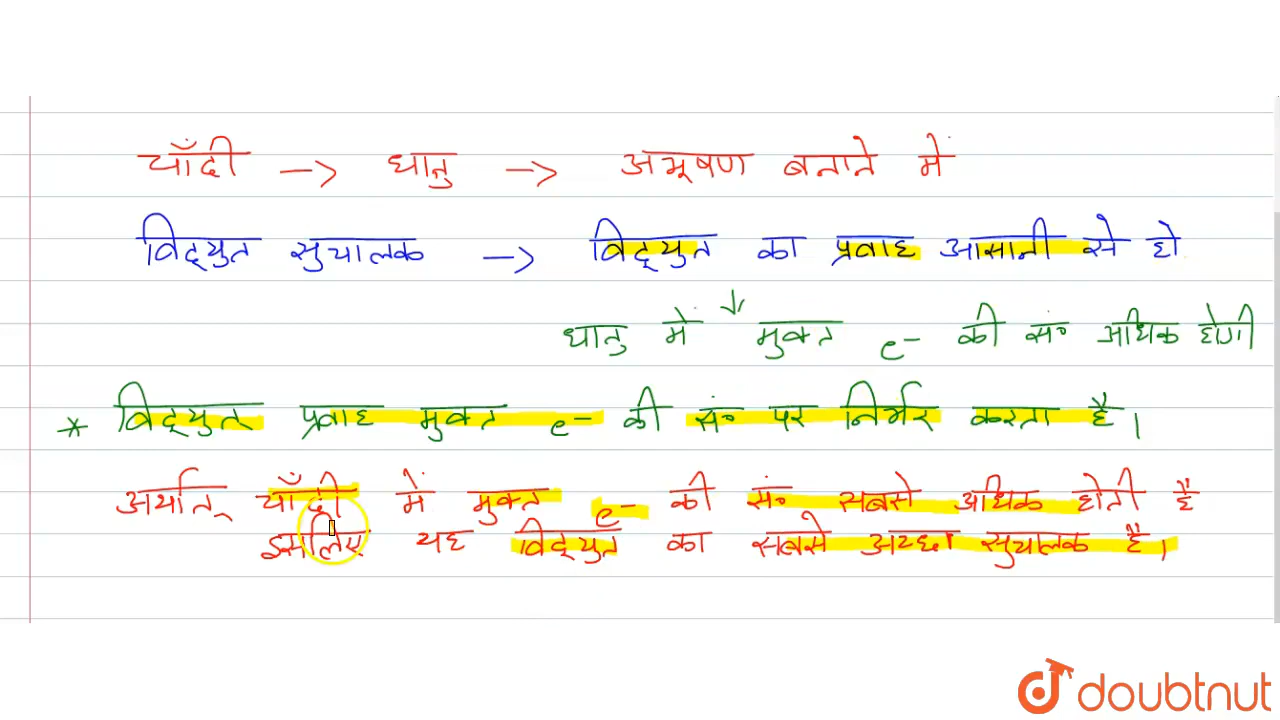 चाँदी -> धातु -> अभूषण बनाने में
विद्युत सुचालक -> विद्युत का प्रवाह आसानी से हो
धातु में ↓ मुक्त e- की सं० अधिक होगी
* विद्युत प्रवाह मुक्त e- की सं० पर निर्भर करता है।
अर्थात् चाँदी में मुक्त e- की सं० सबसे अधिक होती है
इसलिए यह विद्युत का सबसे अच्छा सुचालक है।
doubtnut